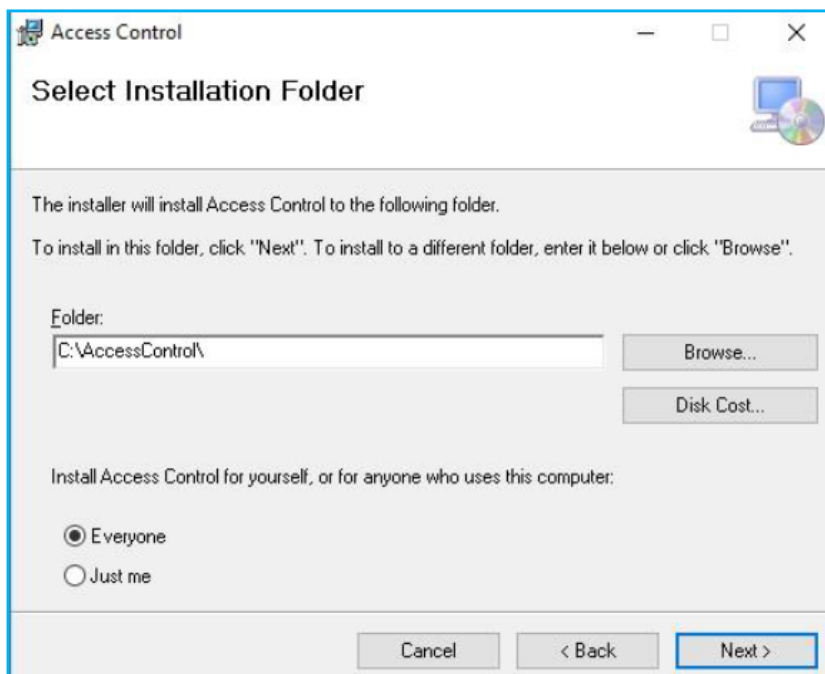 Access Control
Select Installation Folder
The installer will install Access Control to the following folder.
To install in this folder, click "Next". To install to a different folder, enter it below or click "Browse".
Folder:
C:\AccessControl\
Browse...
Disk Cost...
Install Access Control for yourself, or for anyone who uses this computer:
Everyone
Just me
Cancel
< Back
Next >